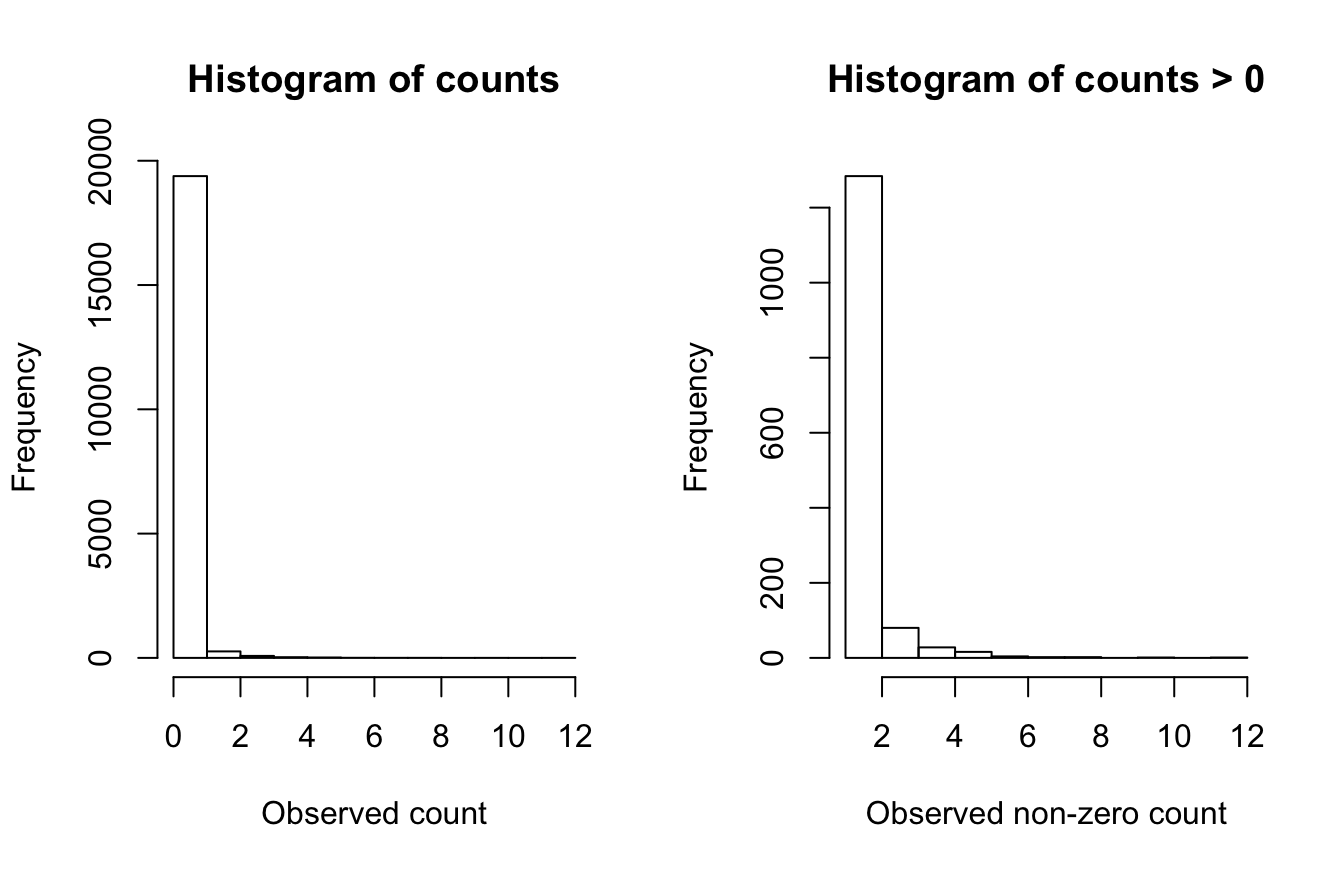 Histogram of counts
Frequency
20000
15000
10000
5000
0
0 2 4 6 8 10 12
Observed count
Histogram of counts > 0
Frequency
1000
600
200
0
2 4 6 8 10 12
Observed non-zero count